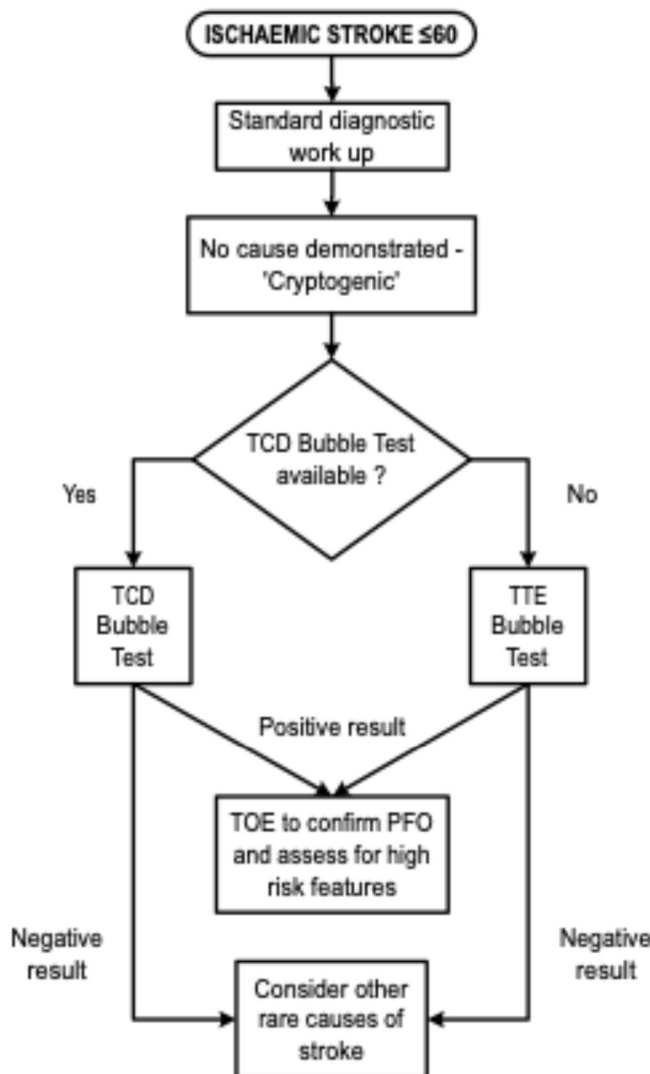 ISCHAEMIC STROKE ≤60
Standard diagnostic
work up
No cause demonstrated -
'Cryptogenic'
TCD Bubble Test
available ?
Yes
No
TCD
Bubble
Test
TTE
Bubble
Test
Positive result
TOE to confirm PFO
and assess for high
risk features
Negative
result
Negative
result
Consider other
rare causes of
stroke